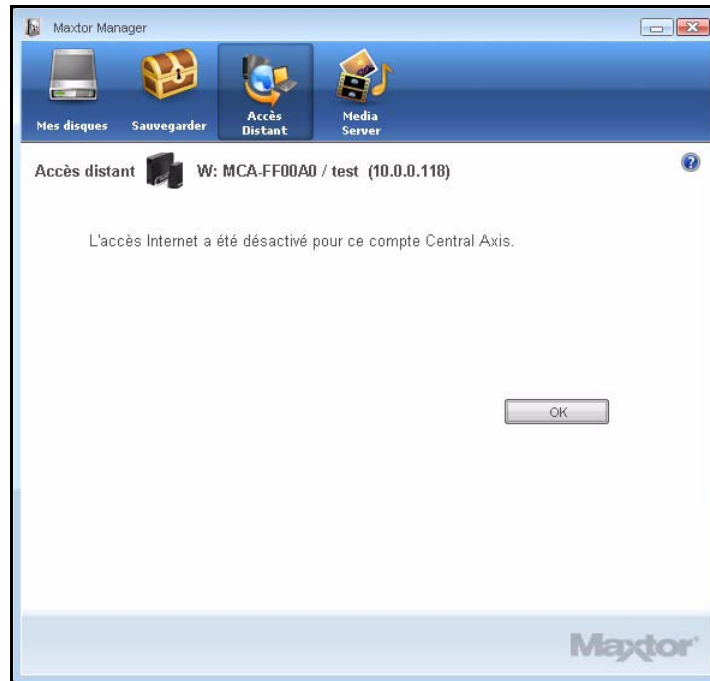 Maxtor Manager
Mes disques
Sauvegarder
Accès
Distant
Media
Server
Accès distant W: MCA-FF00A0 / test (10.0.0.118)
?
L'accès Internet a été désactivé pour ce compte Central Axis.
OK
Maxtor